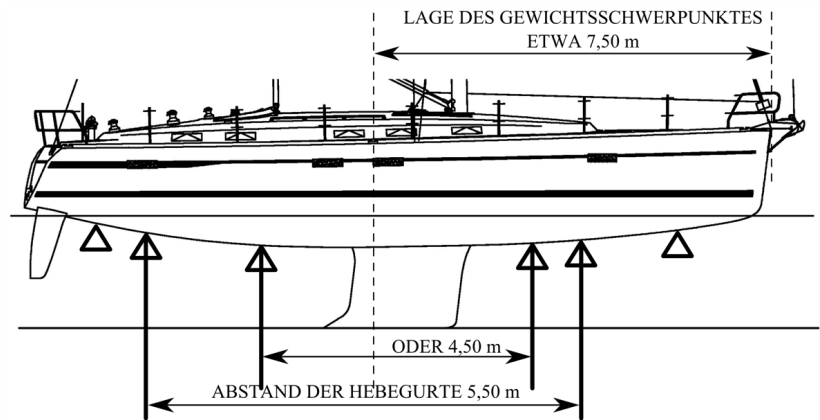 LAGE DES GEWICHTSSCHWERPUNKTES
ETWA 7,50 m
ODER 4,50 m
ABSTAND DER HEBEGURTE 5,50 m